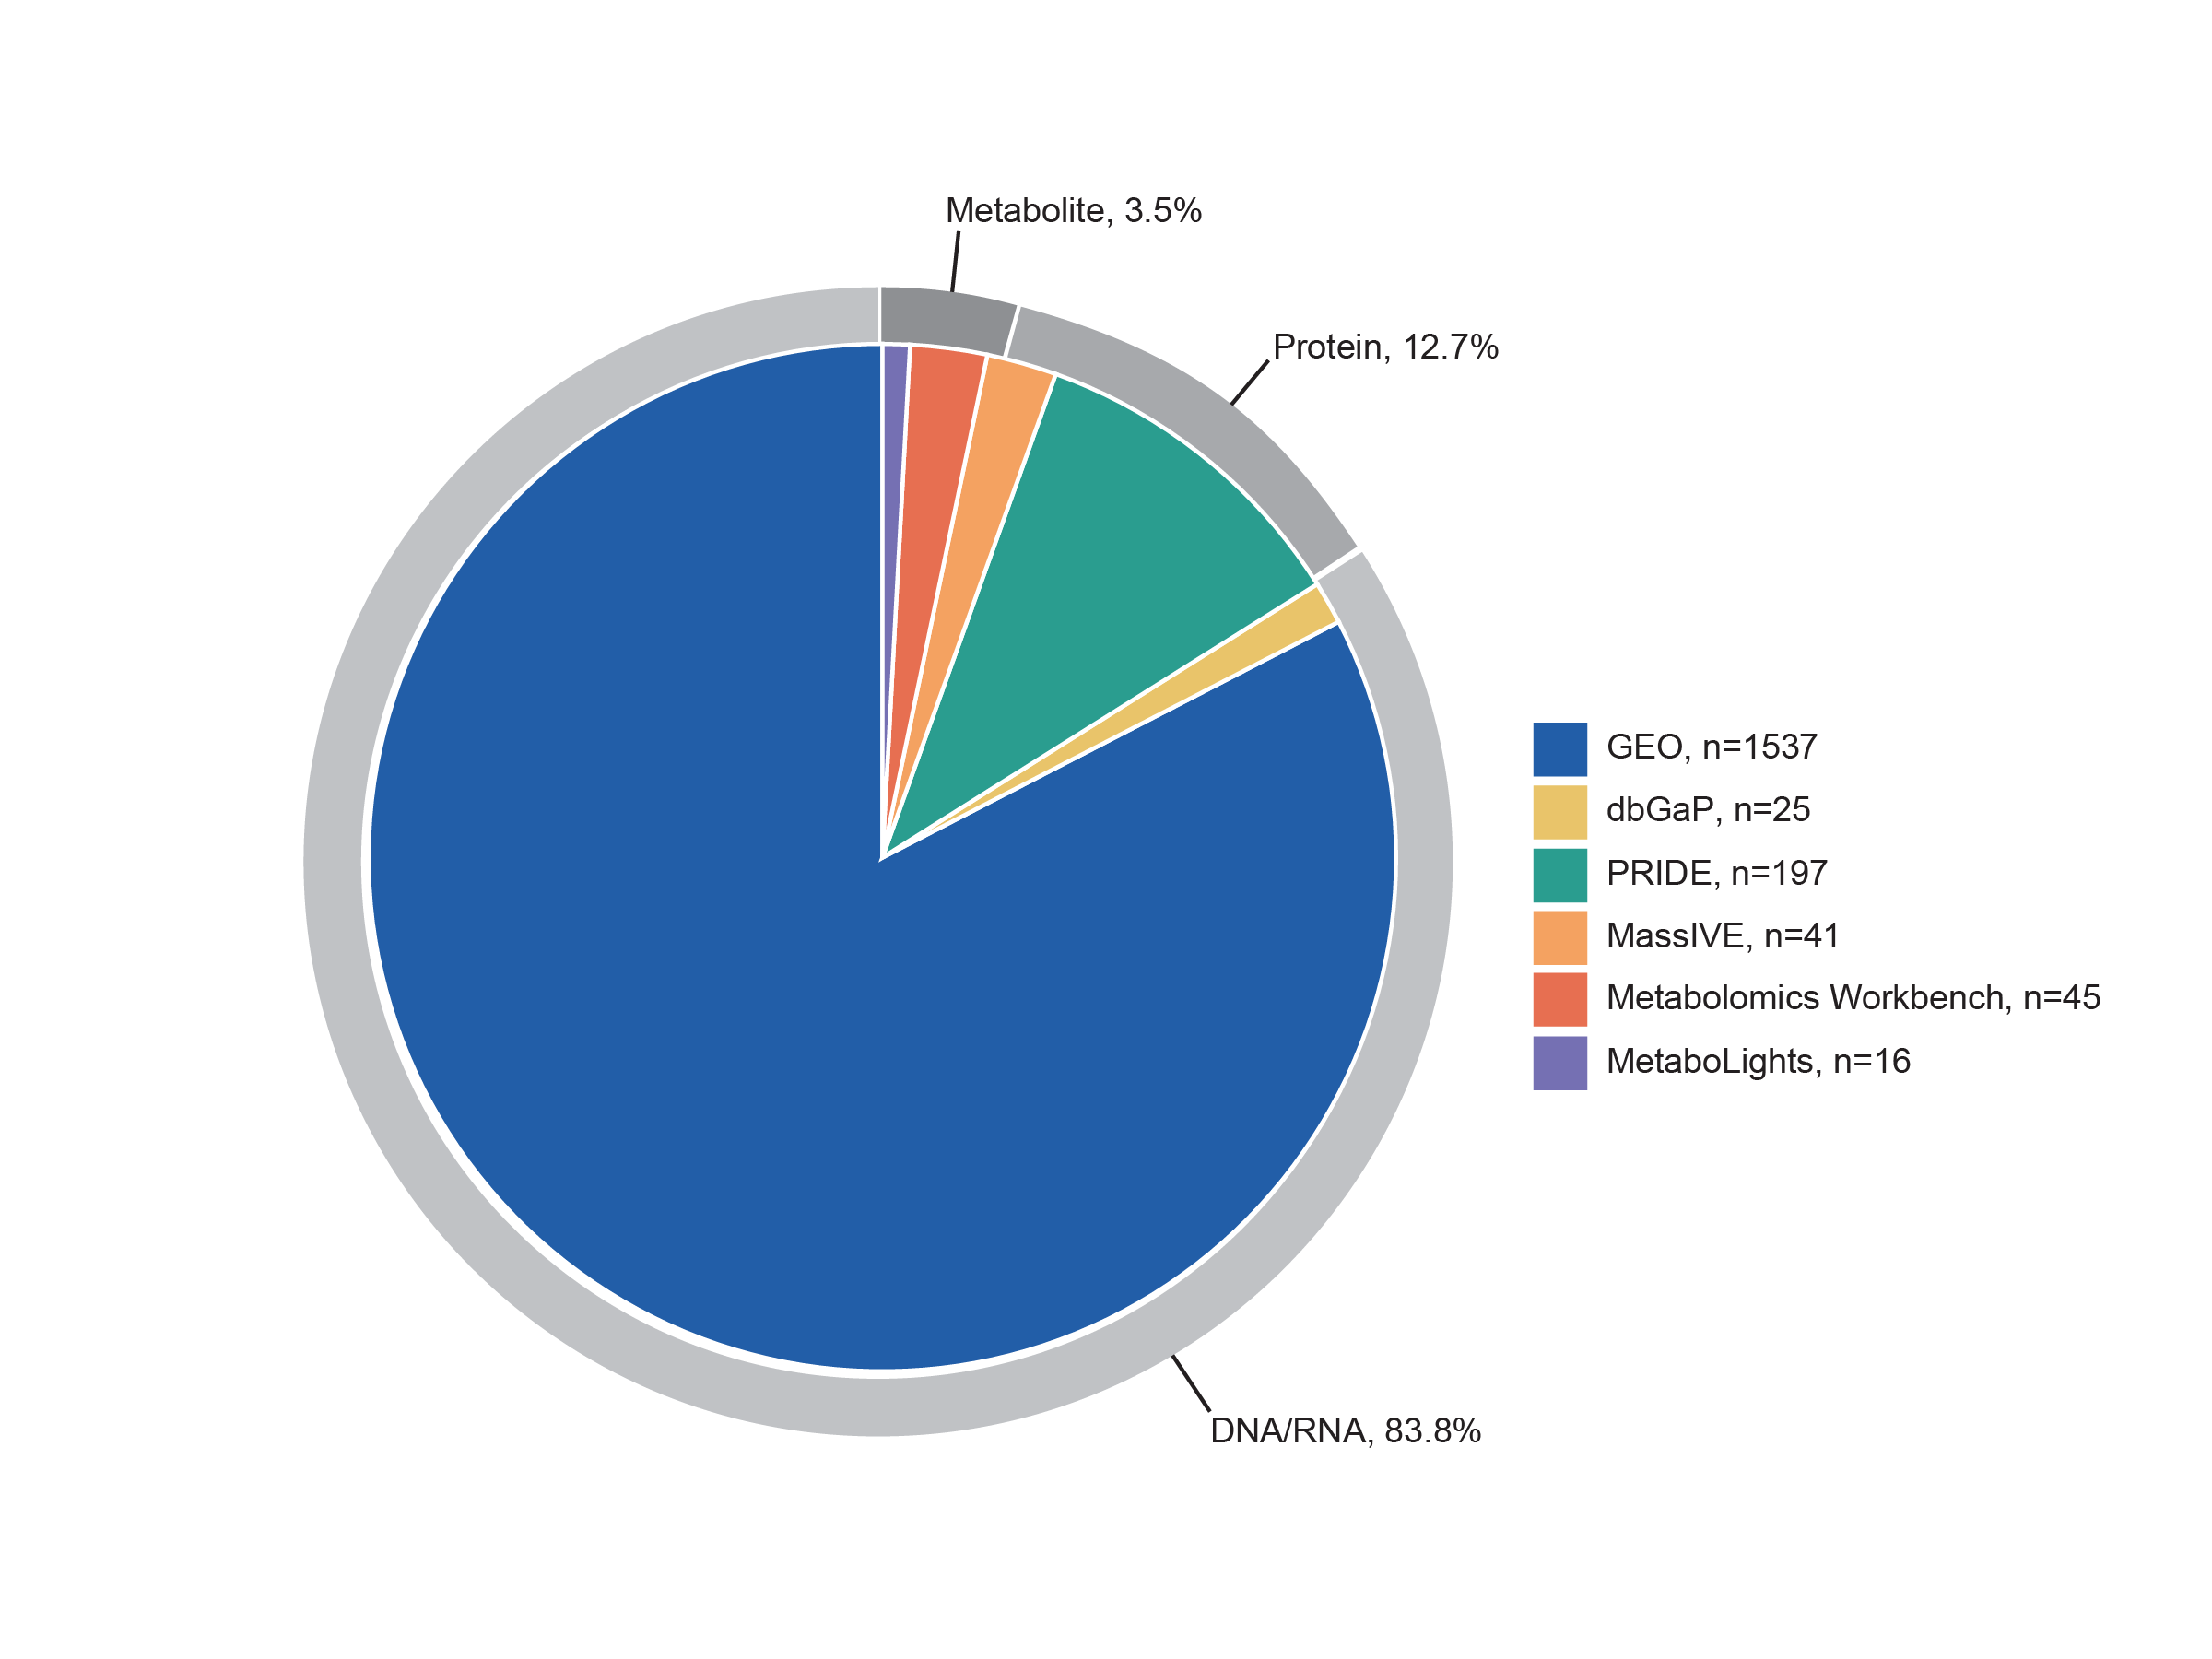 Metabolite, 3.5%
Protein, 12.7%
GEO, n=1537
dbGaP, n=25
PRIDE, n=197
MassIVE, n=41
Metabolomics Workbench, n=45
MetaboLights, n=16
DNA/RNA, 83.8%